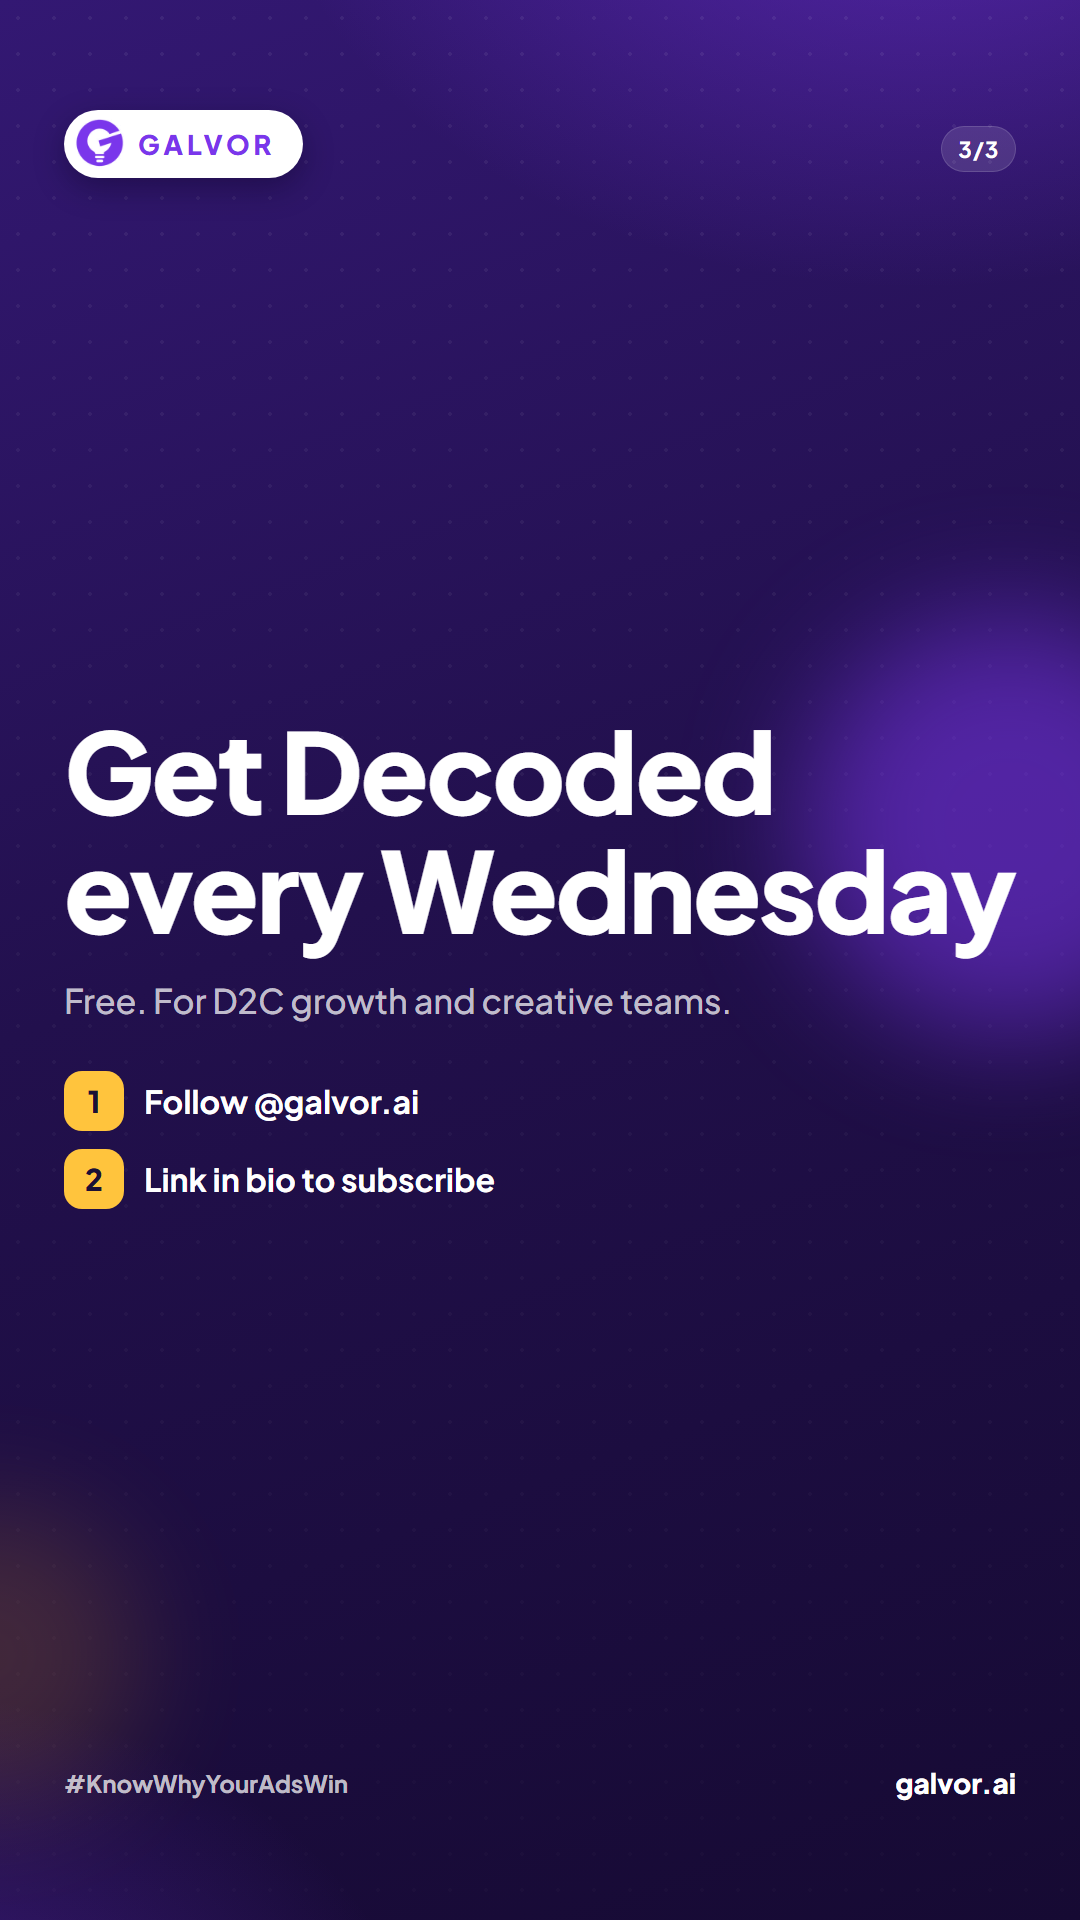 GALVOR
3/3
Get Decoded
every Wednesday
Free. For D2C growth and creative teams.
1 Follow @galvor.ai
2 Link in bio to subscribe
#KnowWhyYourAdsWin
galvor.ai